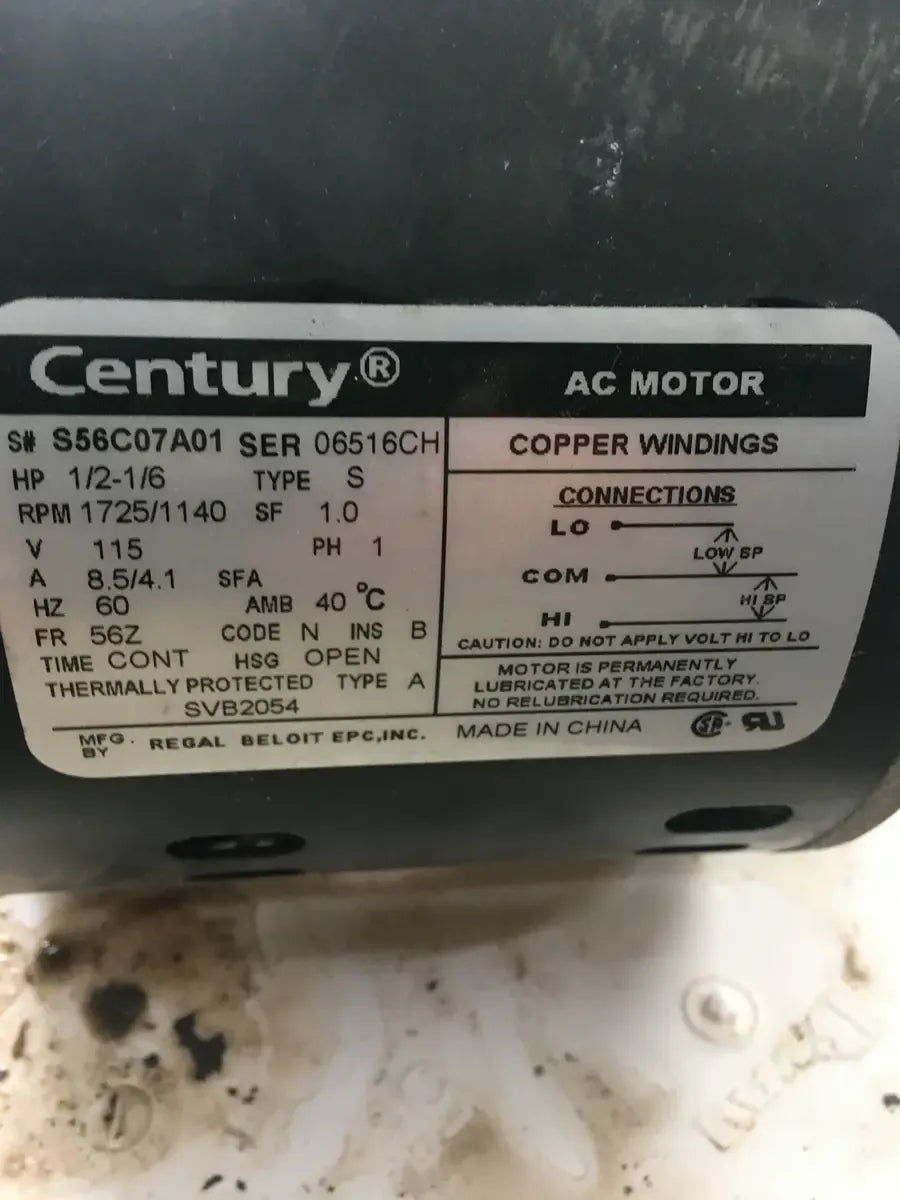 Century®
AC MOTOR
S# S56C07A01 SER 06516CH
HP 1/2-1/6 TYPE S
RPM 1725/1140 SF 1.0
V 115 PH 1
A 8.5/4.1 SFA
HZ 60 AMB 40 °C
FR 56Z CODE N INS B
TIME CONT HSG OPEN
THERMALLY PROTECTED TYPE A
SVB2054
COPPER WINDINGS
CONNECTIONS
LO
LOW SP
COM
HI SP
HI
CAUTION: DO NOT APPLY VOLT HI TO LO
MOTOR IS PERMANENTLY
LUBRICATED AT THE FACTORY.
NO RELUBRICATION REQUIRED.
MFG. BY REGAL BELOIT EPC,INC. MADE IN CHINA